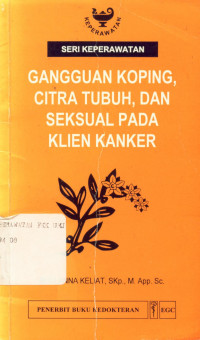 KEPERAWATAN
SERI KEPERAWATAN
GANGGUAN KOPING,
CITRA TUBUH, DAN
SEKSUAL PADA
KLIEN KANKER
NNA KELIAT, SKp., M. App. Sc.
PENERBIT BUKU KEDOKTERAN EGC